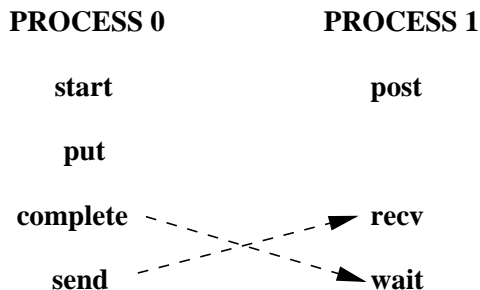 PROCESS 0 PROCESS 1
start post
put
complete recv
send wait